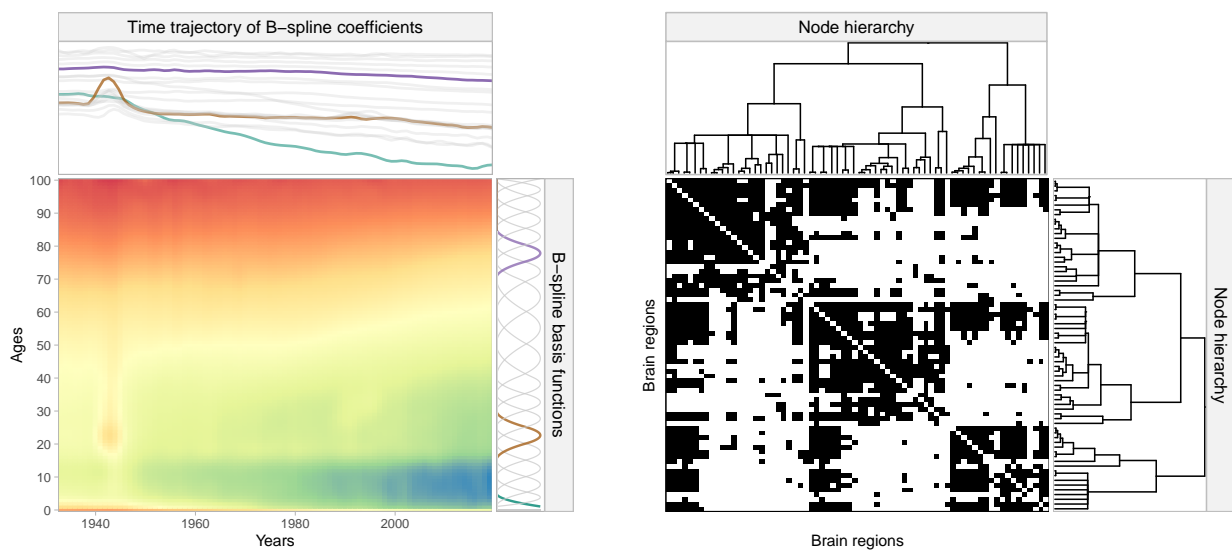 Time trajectory of B−spline coefficients
100
90
80
70
60
50
40
30
20
10
0
Ages
1940
1960
1980
2000
Years
B−spline basis functions
Node hierarchy
Brain regions
Brain regions
Node hierarchy